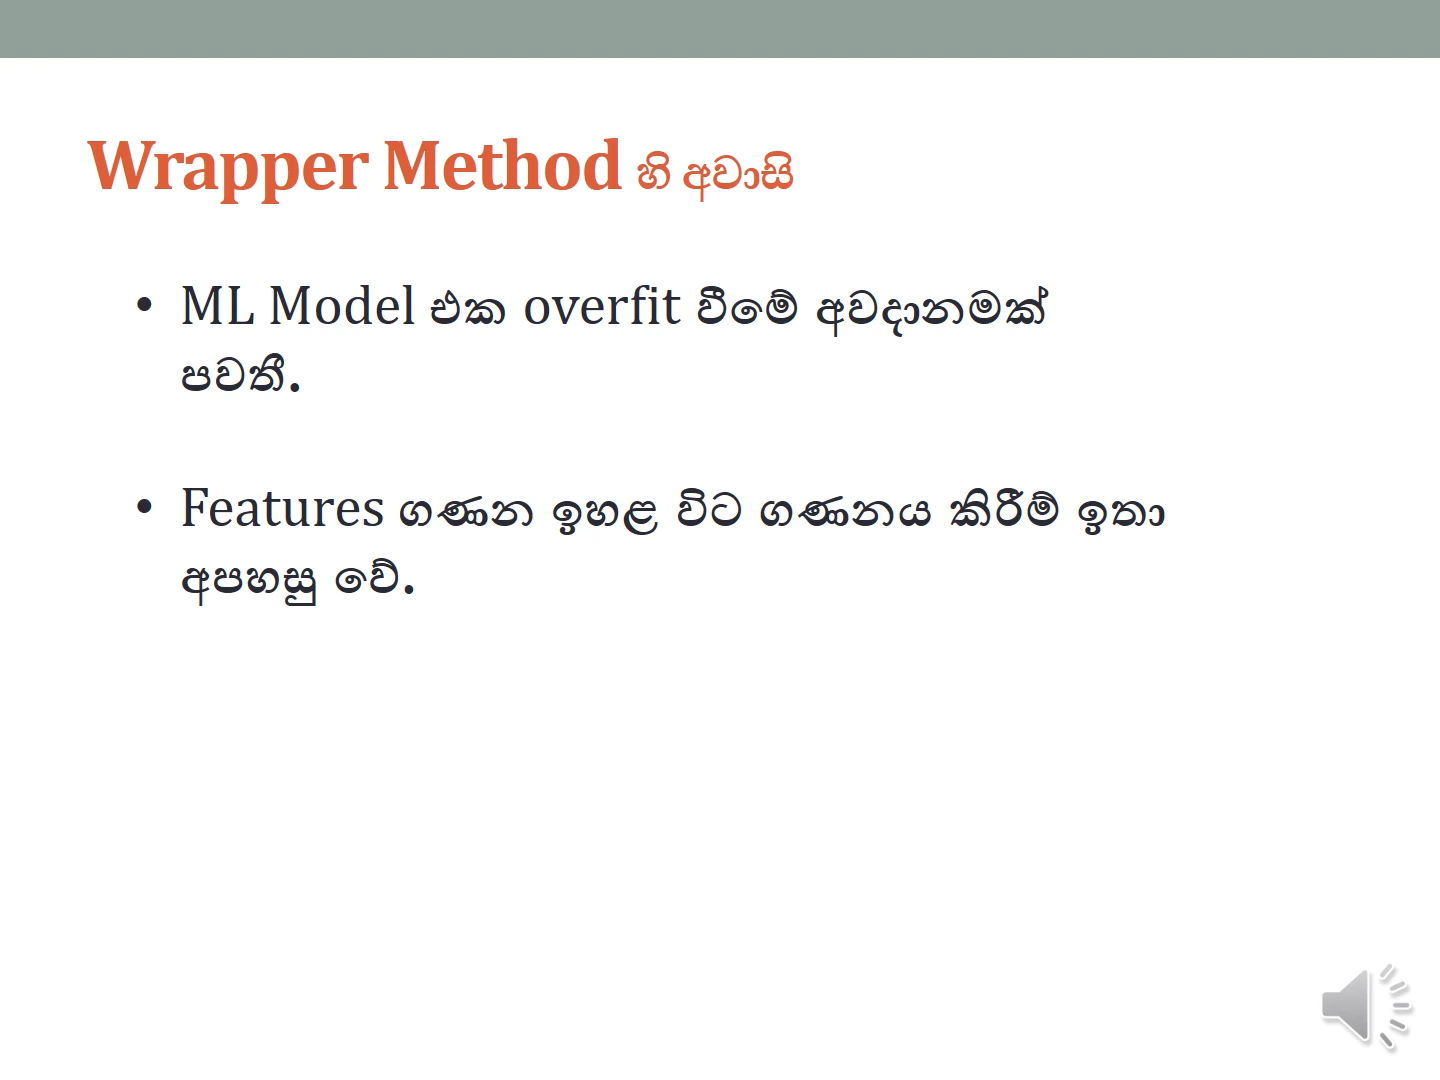 Wrapper Method හි අවාසි
• ML Model එක overfit වීමේ අවදානමක්
පවතී.
• Features ගණන ඉහළ විට ගණනය කිරීම් ඉතා
අපහසු වේ.